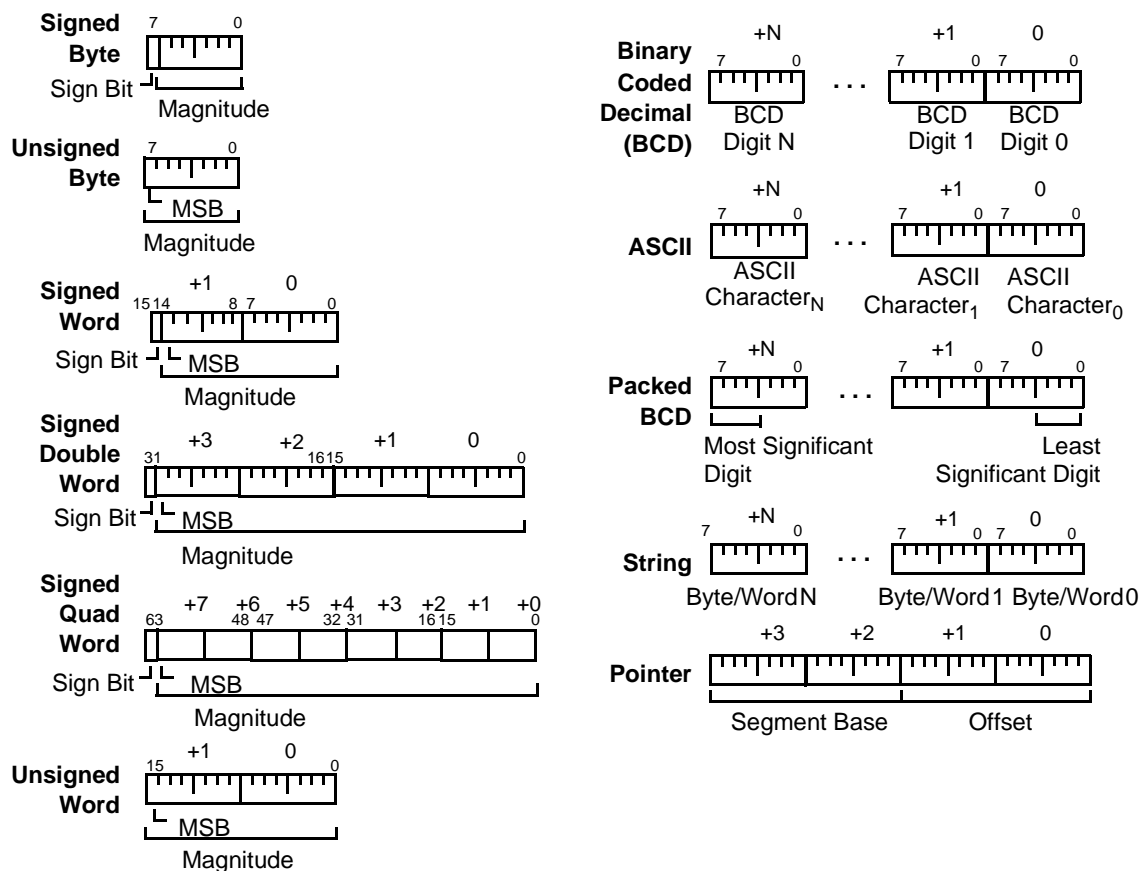 Signed
Byte
7 0
Sign Bit
Magnitude
Unsigned
Byte
7 0
MSB
Magnitude
Signed
Word
+1 0
15 14 8 7 0
Sign Bit
MSB
Magnitude
Signed
Double
Word
+3 +2 +1 0
31 16 15 0
Sign Bit
MSB
Magnitude
Signed
Quad
Word
+7 +6 +5 +4 +3 +2 +1 +0
63 48 47 32 31 16 15 0
Sign Bit
MSB
Magnitude
Unsigned
Word
+1 0
15 0
MSB
Magnitude
Binary
Coded
Decimal
(BCD)
+N +1 0
7 0 ... 7 0 7 0
BCD BCD BCD
Digit N Digit 1 Digit 0
ASCII
+N +1 0
7 0 ... 7 0 7 0
ASCII ASCII ASCII
CharacterN Character1 Character0
Packed
BCD
+N +1 0
7 0 ... 7 0 7 0
Most Significant
Digit
Least
Significant Digit
String
+N +1 0
7 0 ... 7 0 7 0
Byte/WordN Byte/Word1 Byte/Word0
Pointer
+3 +2 +1 0
Segment Base Offset